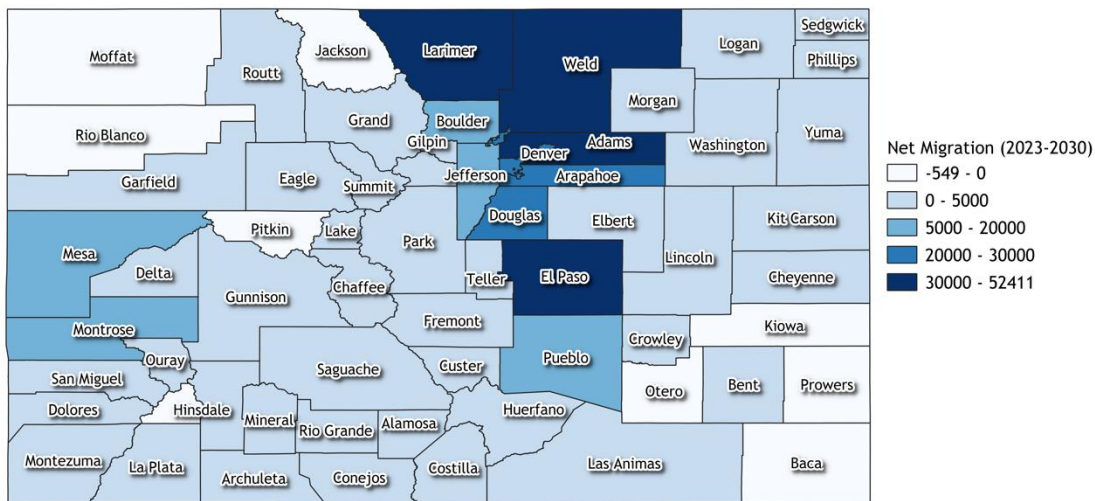 Moffat
Routt
Jackson
Larimer
Weld
Logan
Sedgwick
Phillips
Morgan
Rio Blanco
Grand
Boulder
Gilpin
Adams
Denver
Washington
Yuma
Garfield
Eagle
Summit
Jefferson
Arapahoe
Douglas
Elbert
Kit Carson
Mesa
Pitkin
Lake
Park
Lincoln
Delta
Gunnison
Chaffee
Teller
El Paso
Cheyenne
Montrose
Fremont
Crowley
Kiowa
Ouray
Saguache
Custer
Pueblo
San Miguel
Otero
Bent
Prowers
Dolores
Hinsdale
Mineral
Rio Grande
Alamosa
Huerfano
Montezuma
La Plata
Archuleta
Conejos
Costilla
Las Animas
Baca
Net Migration (2023-2030)
-549 - 0
0 - 5000
5000 - 20000
20000 - 30000
30000 - 52411